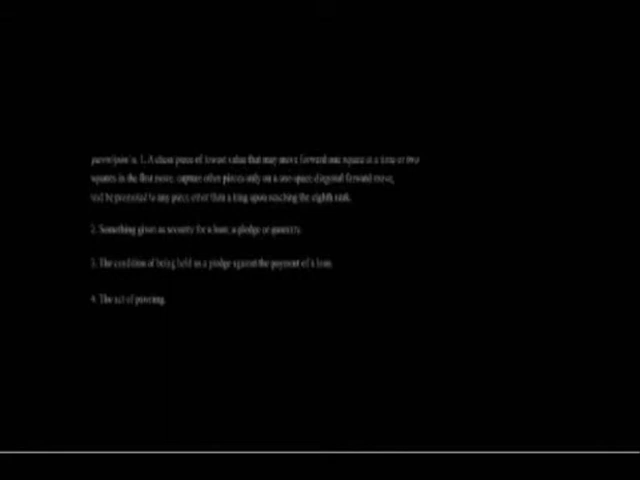 pawn n. 1. A chess piece of lowest value that may move forward one square at a time or two
squares in the first move, capture other pieces only on a one-space diagonal forward move,
and be promoted to any piece other than a king upon reaching the eighth rank.
2. Something given as security for a loan; a pledge or guaranty.
3. The condition of being held as a pledge against the payment of a loan.
4. The act of pawning.